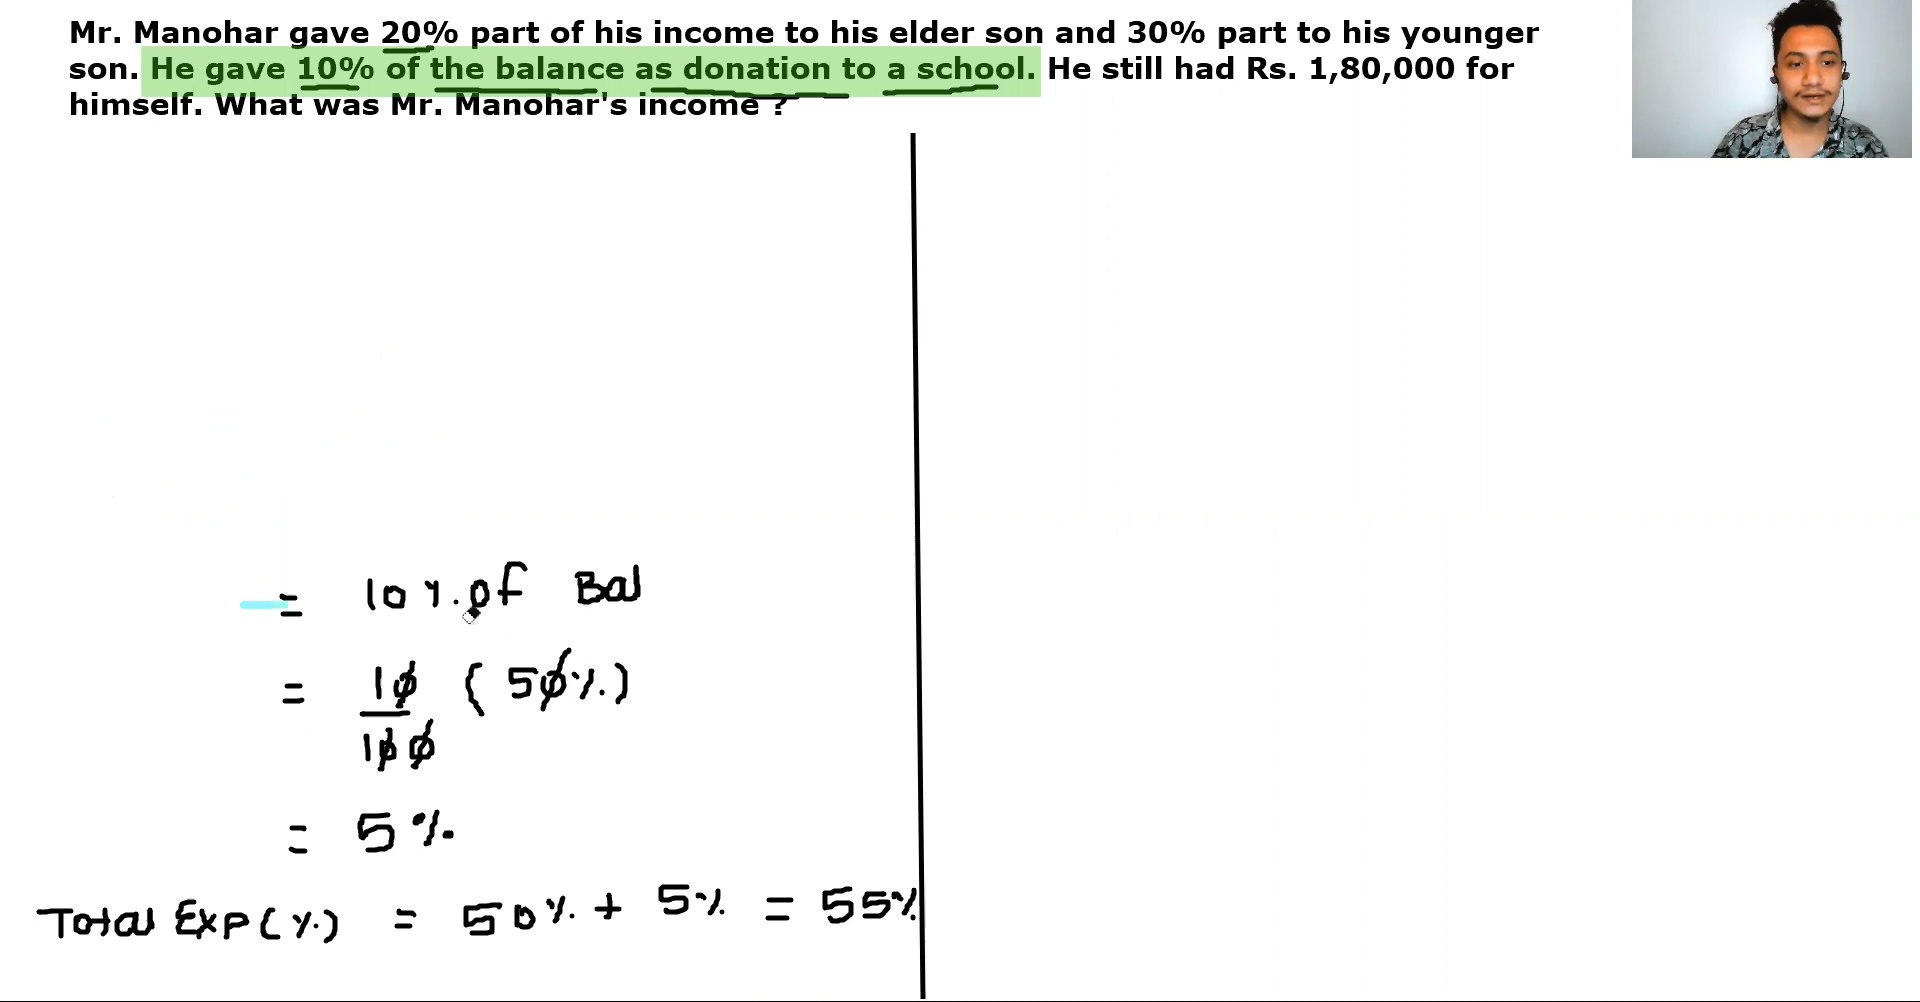 Mr. Manohar gave 20% part of his income to his elder son and 30% part to his younger
son. He gave 10% of the balance as donation to a school. He still had Rs. 1,80,000 for
himself. What was Mr. Manohar's income ?
= 10 %. of Bal
= 10/100 (50%)
= 5 %
Total Exp (%) = 50% + 5% = 55%